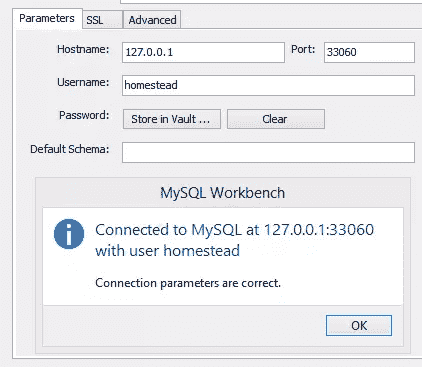 Parameters SSL Advanced
Hostname: 127.0.0.1 Port: 33060
Username: homestead
Password: Store in Vault ... Clear
Default Schema:
MySQL Workbench
Connected to MySQL at 127.0.0.1:33060
with user homestead
Connection parameters are correct.
OK